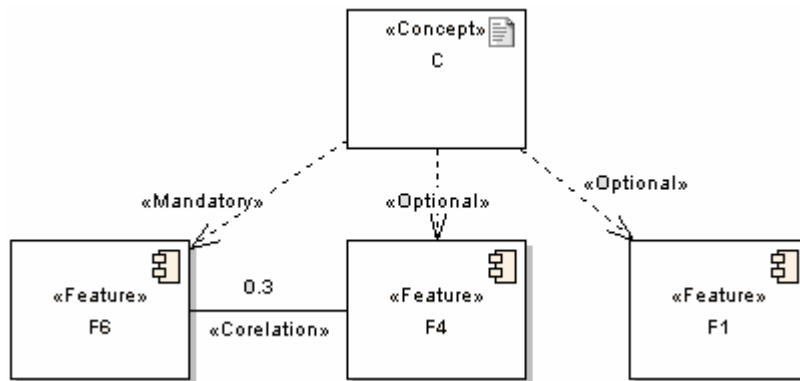 «Concept»
C
«Mandatory»
«Optional»
«Optional»
«Feature»
F6
0.3
«Corelation»
«Feature»
F4
«Feature»
F1